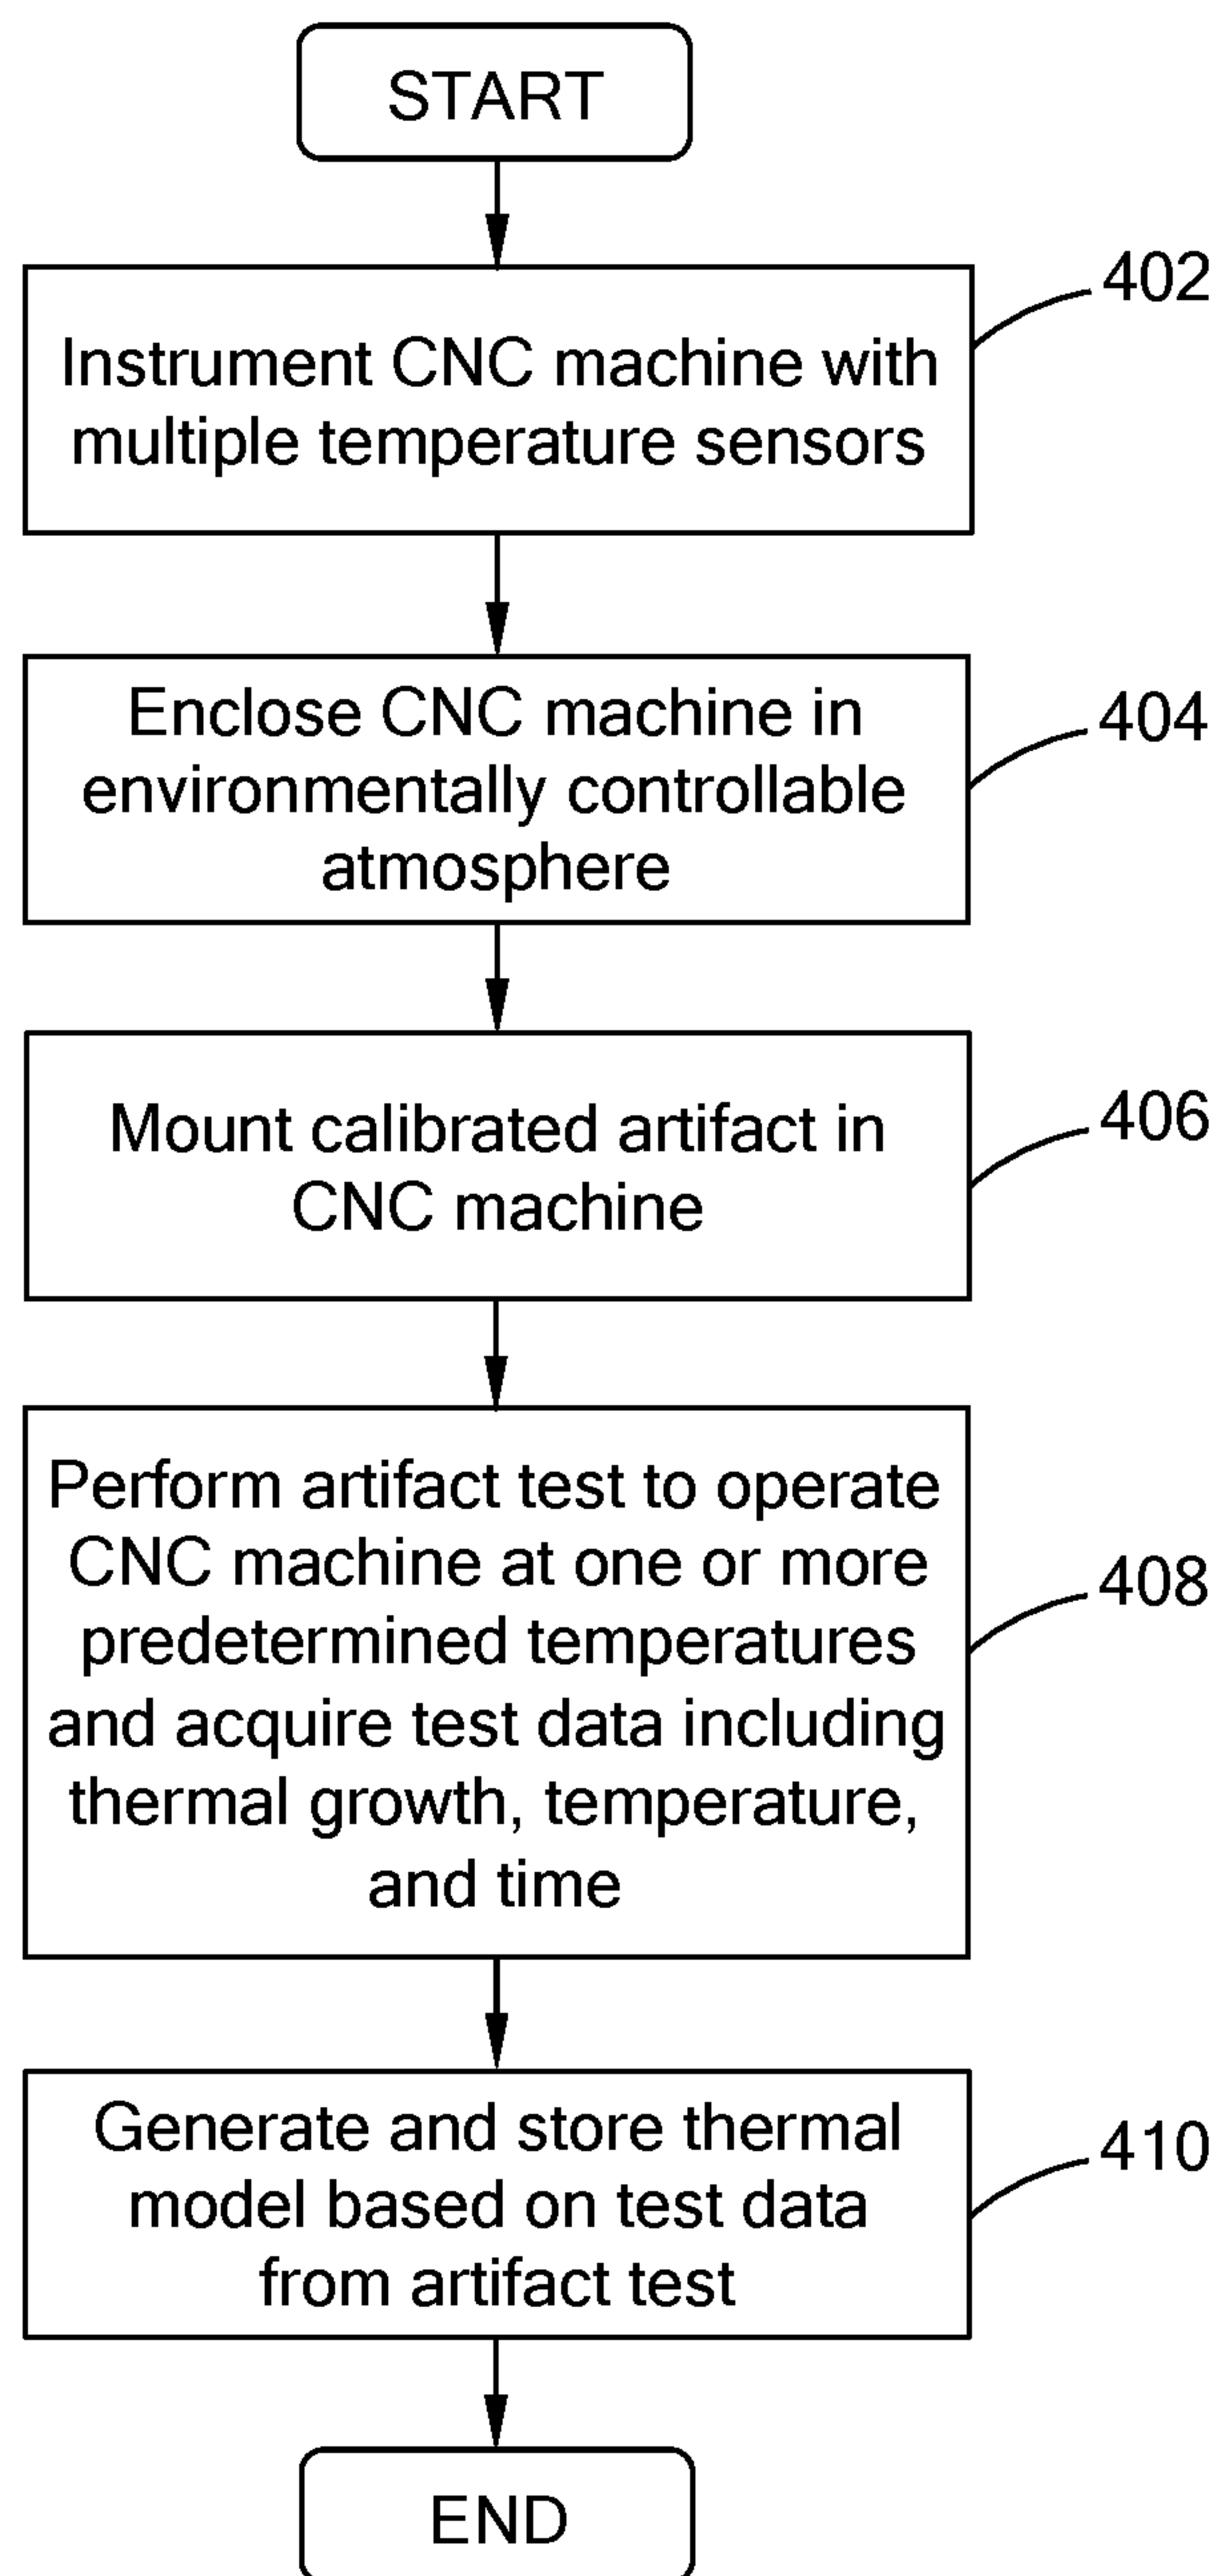 START
402
Instrument CNC machine with
multiple temperature sensors
404
Enclose CNC machine in
environmentally controllable
atmosphere
406
Mount calibrated artifact in
CNC machine
408
Perform artifact test to operate
CNC machine at one or more
predetermined temperatures
and acquire test data including
thermal growth, temperature,
and time
410
Generate and store thermal
model based on test data
from artifact test
END